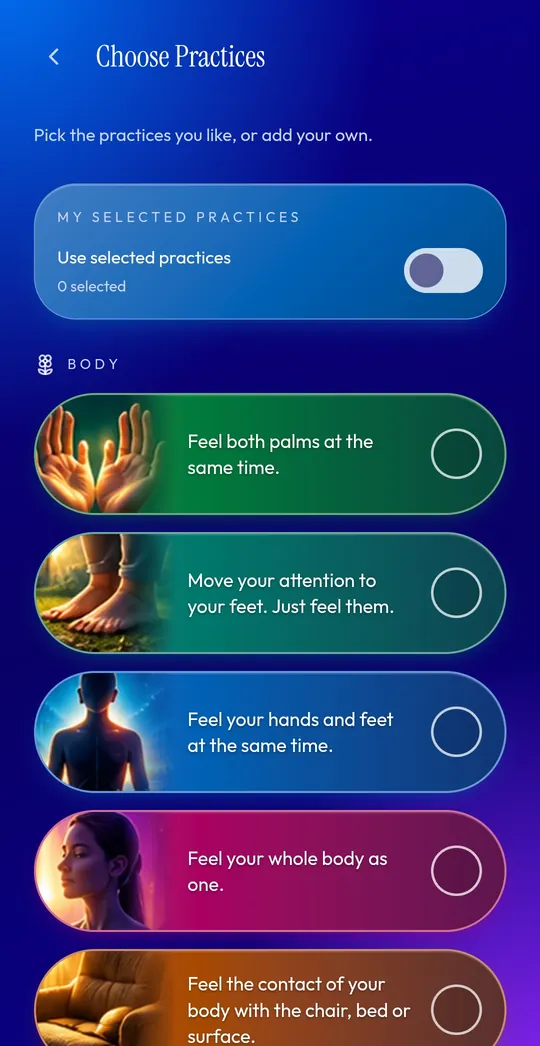 Choose Practices
Pick the practices you like, or add your own.
MY SELECTED PRACTICES
Use selected practices
0 selected
BODY
Feel both palms at the
same time.
Move your attention to
your feet. Just feel them.
Feel your hands and feet
at the same time.
Feel your whole body as
one.
Feel the contact of your
body with the chair, bed or
surface.